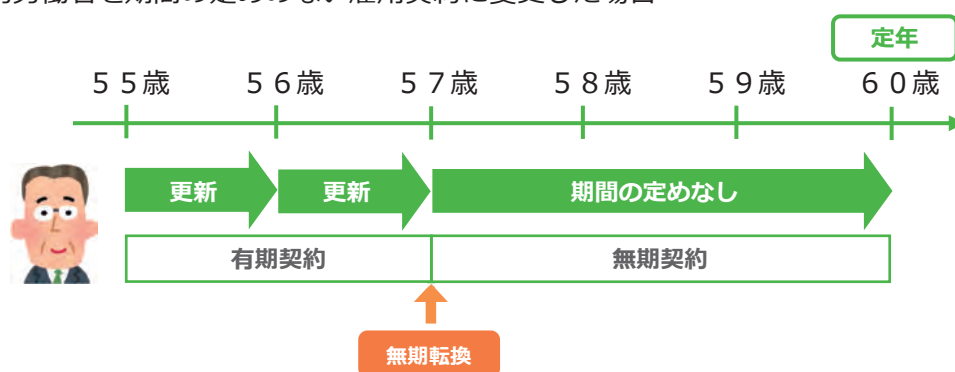 定年
55歳 56歳 57歳 58歳 59歳 60歳
更新 更新 期間の定めなし
有期契約 無期契約
無期転換